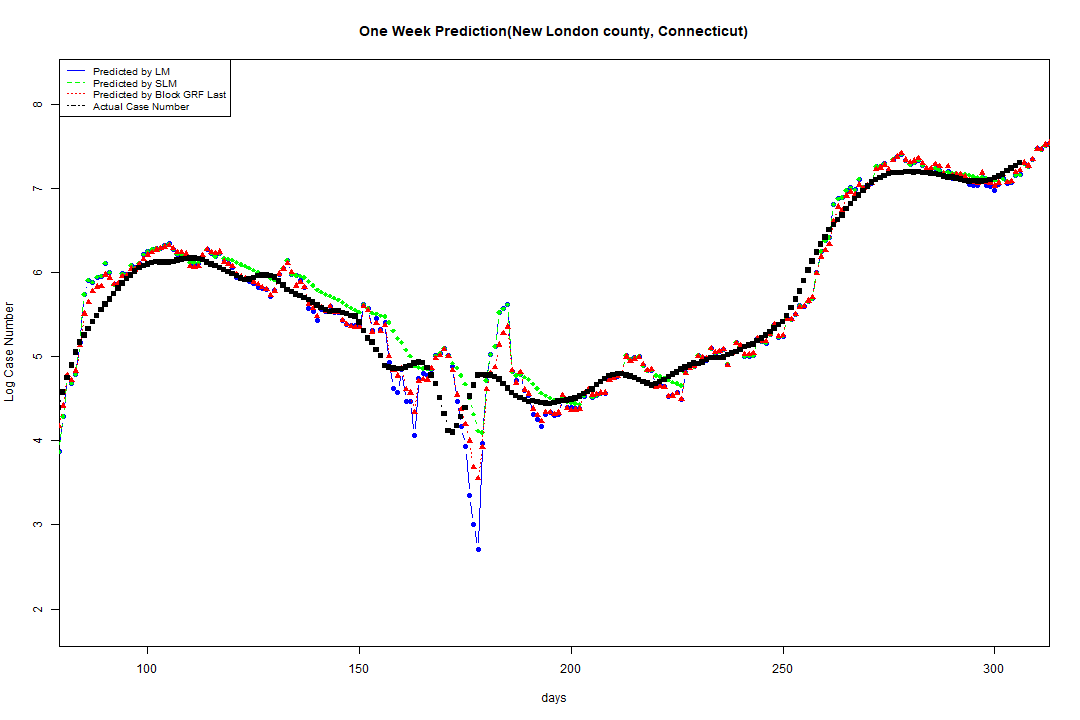 One Week Prediction(New London county, Connecticut)
Predicted by LM
Predicted by SLM
Predicted by Block GRF Last
Actual Case Number
8
7
6
5
4
3
2
Log Case Number
100 150 200 250 300
days